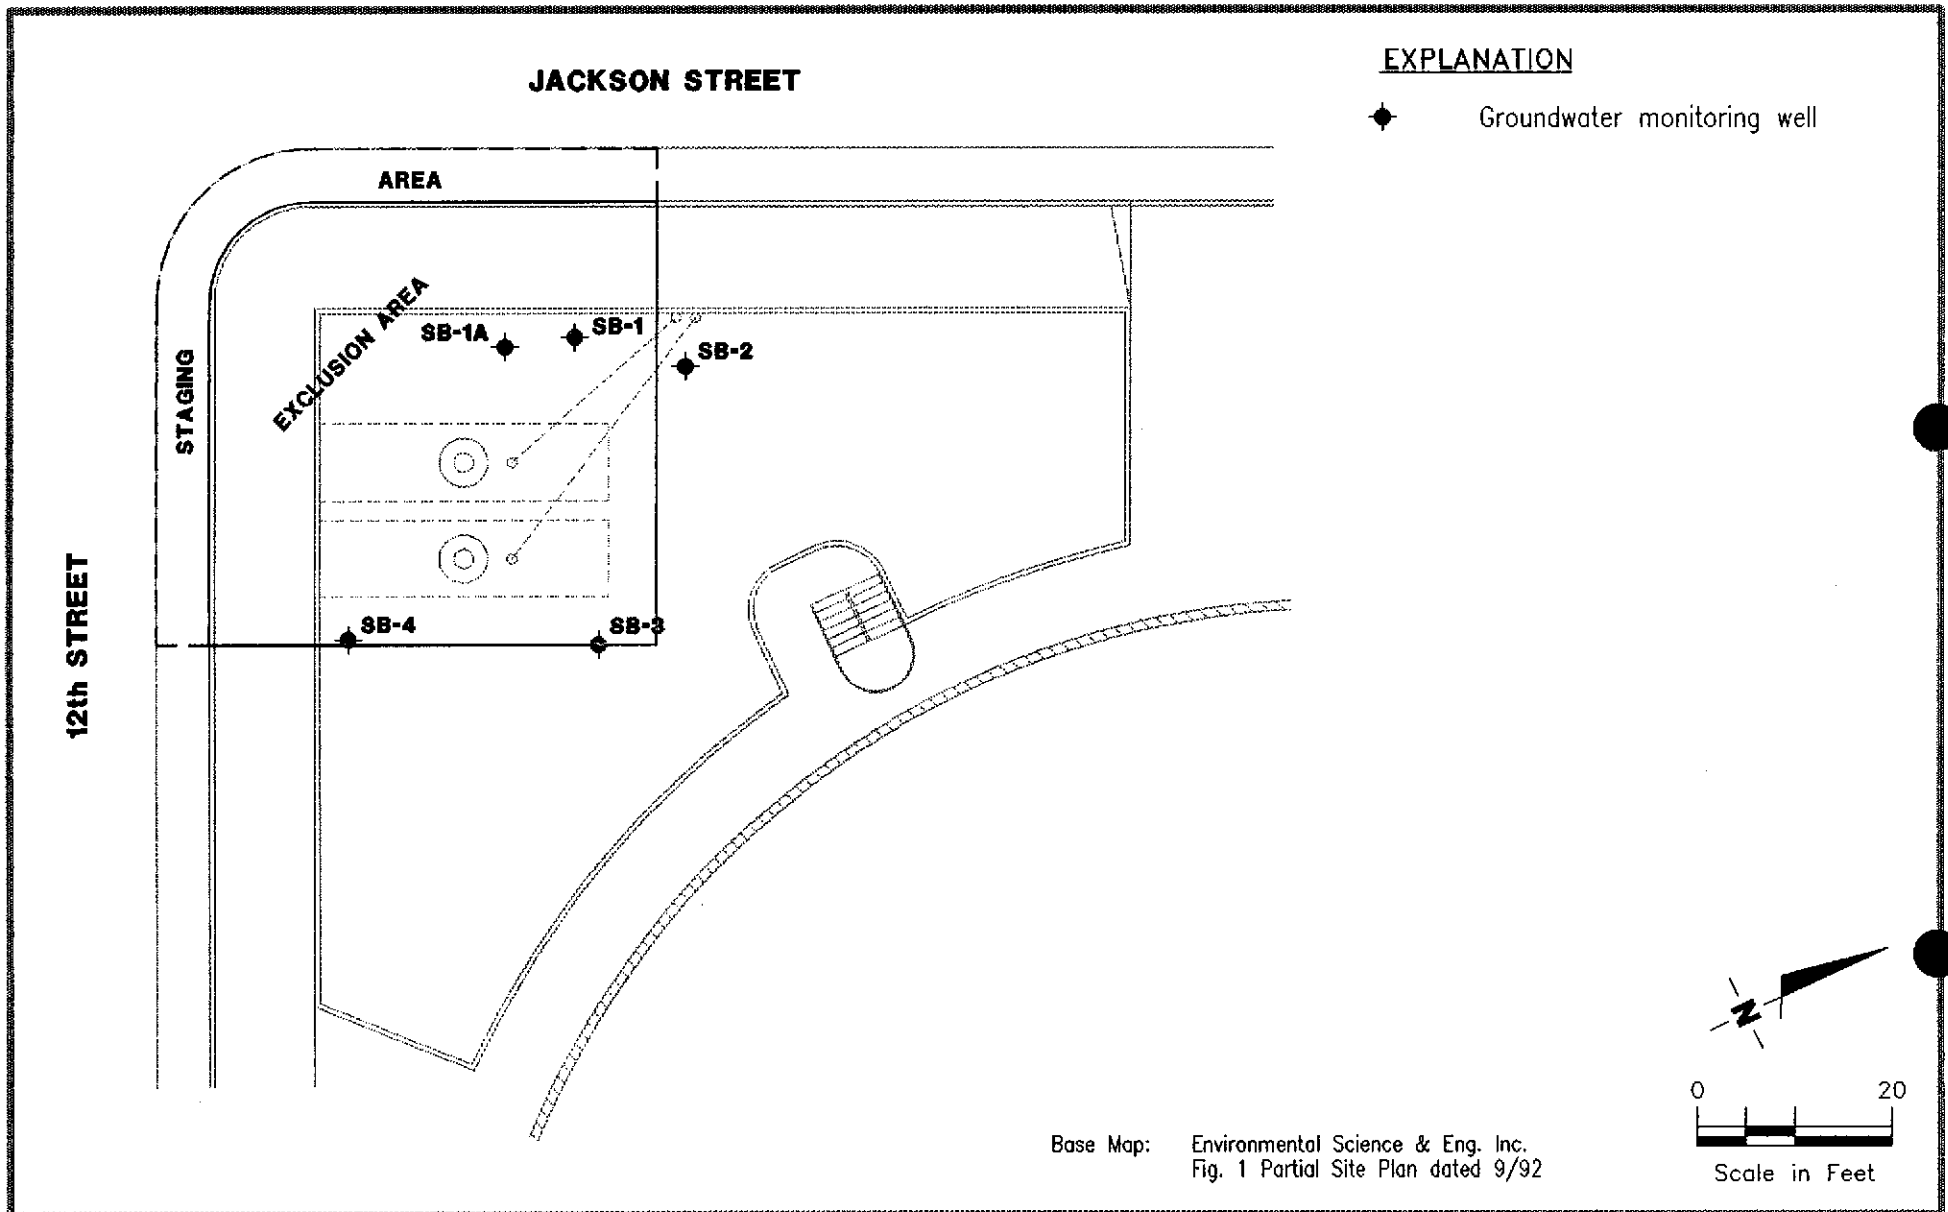 EXPLANATION
JACKSON STREET
Groundwater monitoring well
AREA
STAGING
EXCLUSION AREA
SB-1A
SB-1
SB-2
12th STREET
SB-4
SB-3
N
0 20
Scale in Feet
Base Map: Environmental Science & Eng. Inc.
Fig. 1 Partial Site Plan dated 9/92